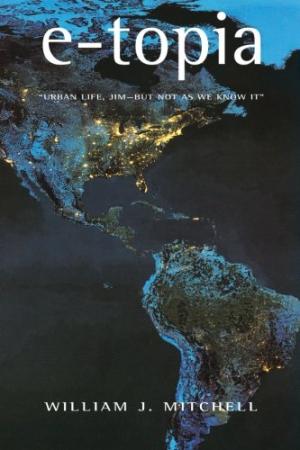 e-topia
"URBAN LIFE, JIM—BUT NOT AS WE KNOW IT"
WILLIAM J. MITCHELL